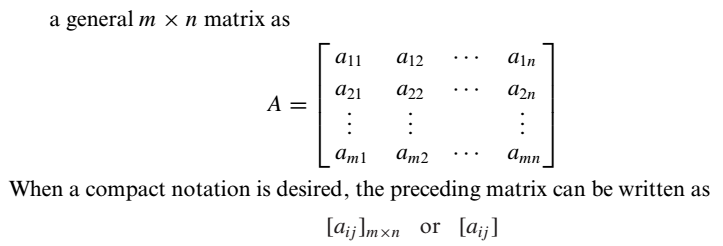 a general m × n matrix as
A = [ a₁₁ a₁₂ ⋯ a₁ₙ
a₂₁ a₂₂ ⋯ a₂ₙ
⋮ ⋮ ⋮
aₘ₁ aₘ₂ ⋯ aₘₙ ]
When a compact notation is desired, the preceding matrix can be written as
[aᵢⱼ]ₘ×ₙ or [aᵢⱼ]